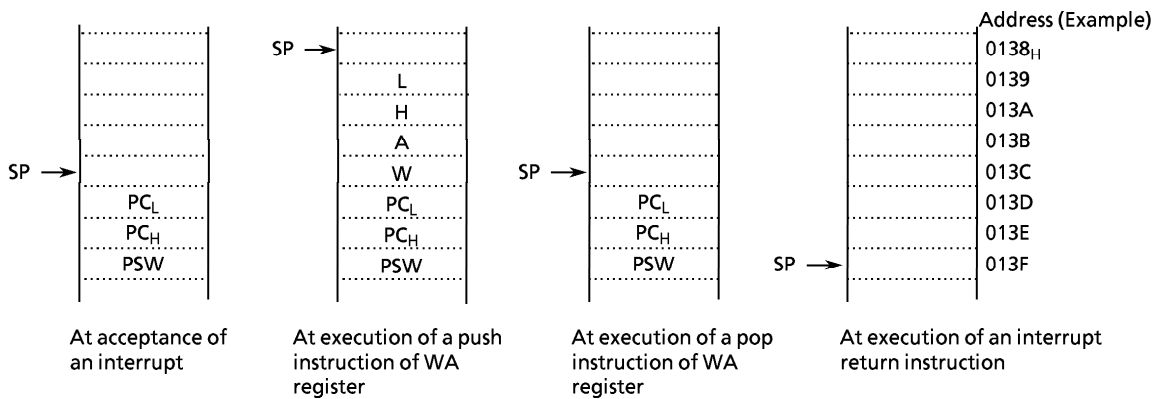 Address (Example)
SP
0138H
L
0139
H
013A
A
013B
SP
W
SP
013C
PCL
PCL
PCL
013D
PCH
PCH
PCH
013E
PSW
PSW
PSW
SP
013F
At acceptance of
an interrupt
At execution of a push
instruction of WA
register
At execution of a pop
instruction of WA
register
At execution of an interrupt
return instruction